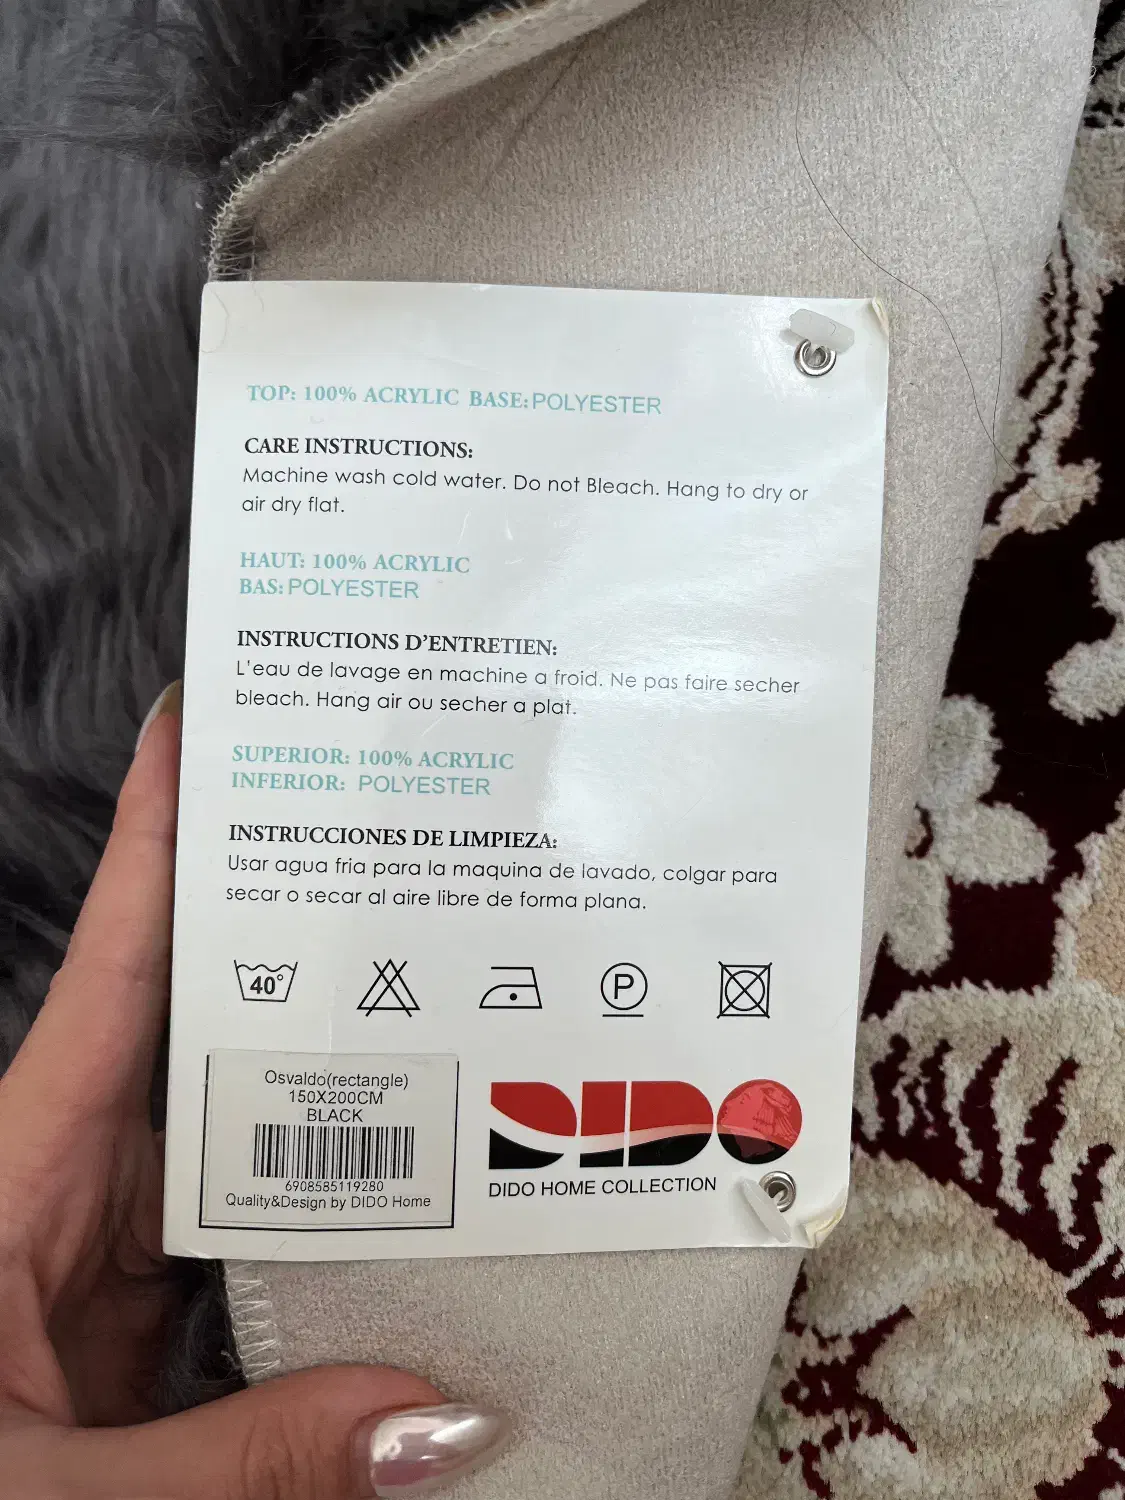 TOP: 100% ACRYLIC BASE: POLYESTER
CARE INSTRUCTIONS:
Machine wash cold water. Do not Bleach. Hang to dry or
air dry flat.
HAUT: 100% ACRYLIC
BAS: POLYESTER
INSTRUCTIONS D'ENTRETIEN:
L'eau de lavage en machine a froid. Ne pas faire secher
bleach. Hang air ou secher a plat.
SUPERIOR: 100% ACRYLIC
INFERIOR: POLYESTER
INSTRUCCIONES DE LIMPIEZA:
Usar agua fria para la maquina de lavado, colgar para
secar o secar al aire libre de forma plana.
40° P
Osvaldo(rectangle)
150X200CM
BLACK
6908585119280
Quality&Design by DIDO Home
DIDO
DIDO HOME COLLECTION